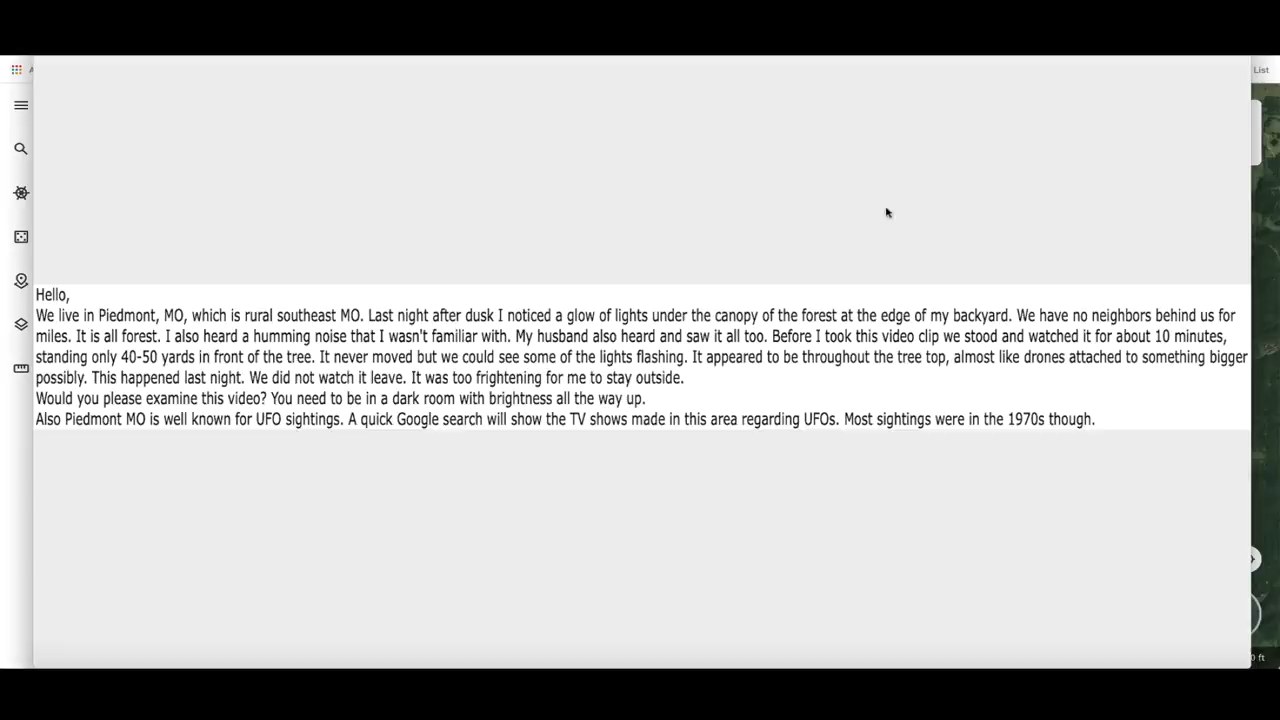 List
Hello,
We live in Piedmont, MO, which is rural southeast MO. Last night after dusk I noticed a glow of lights under the canopy of the forest at the edge of my backyard. We have no neighbors behind us for
miles. It is all forest. I also heard a humming noise that I wasn't familiar with. My husband also heard and saw it all too. Before I took this video clip we stood and watched it for about 10 minutes,
standing only 40-50 yards in front of the tree. It never moved but we could see some of the lights flashing. It appeared to be throughout the tree top, almost like drones attached to something bigger
possibly. This happened last night. We did not watch it leave. It was too frightening for me to stay outside.
Would you please examine this video? You need to be in a dark room with brightness all the way up.
Also Piedmont MO is well known for UFO sightings. A quick Google search will show the TV shows made in this area regarding UFOs. Most sightings were in the 1970s though.
ft